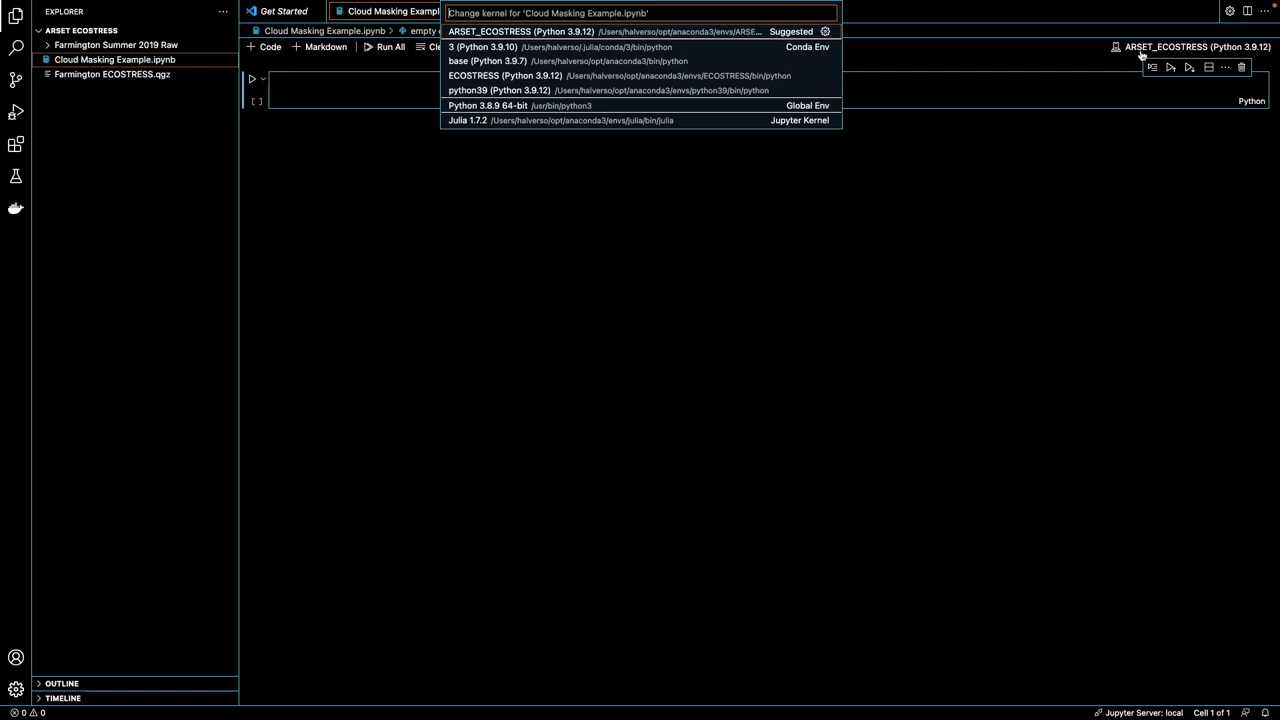 EXPLORER
ARSET ECOSTRESS
Farmington Summer 2019 Raw
Cloud Masking Example.ipynb
Farmington ECOSTRESS.qgz
OUTLINE
TIMELINE
Get Started
Cloud Masking Exampl
Cloud Masking Example.ipynb > empty
+ Code + Markdown Run All Cle
Change kernel for 'Cloud Masking Example.ipynb'
ARSET_ECOSTRESS (Python 3.9.12) /Users/halverso/opt/anaconda3/envs/ARSE... Suggested
3 (Python 3.9.10) /Users/halverso/.julia/conda/3/bin/python Conda Env
base (Python 3.9.7) /Users/halverso/opt/anaconda3/bin/python
ECOSTRESS (Python 3.9.12) /Users/halverso/opt/anaconda3/envs/ECOSTRESS/bin/python
python39 (Python 3.9.12) /Users/halverso/opt/anaconda3/envs/python39/bin/python
Python 3.8.9 64-bit /usr/bin/python3 Global Env
Julia 1.7.2 /Users/halverso/opt/anaconda3/envs/julia/bin/julia Jupyter Kernel
ARSET_ECOSTRESS (Python 3.9.12)
[ ]
Python
0 0
Jupyter Server: local Cell 1 of 1